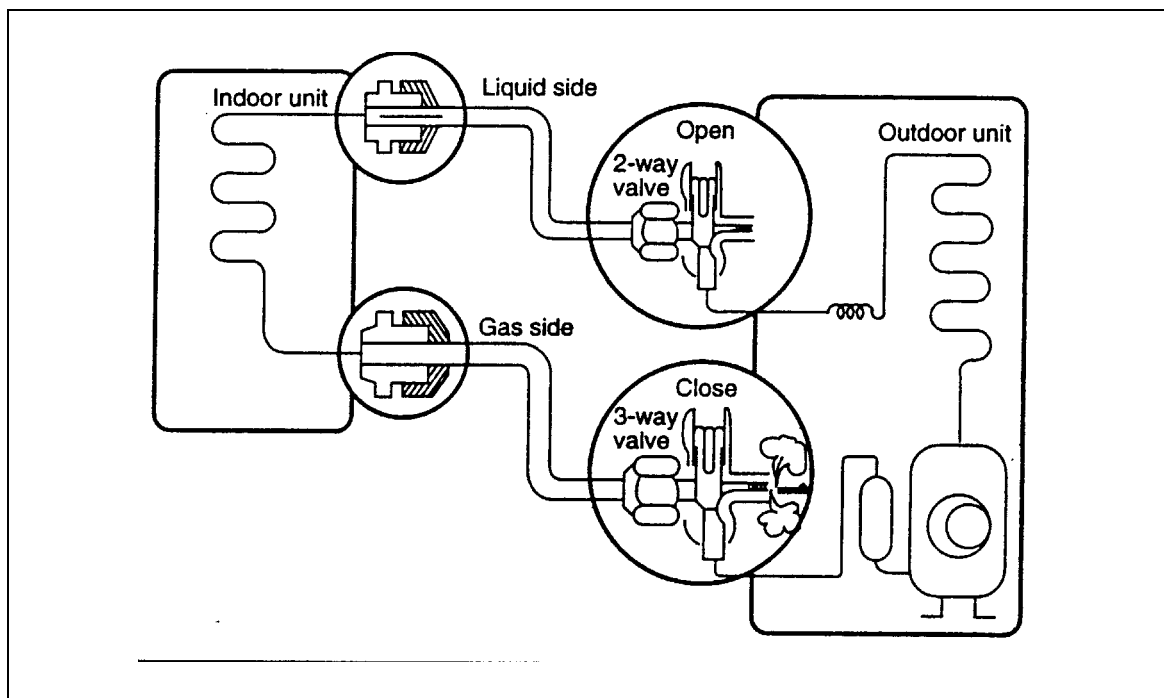 Indoor unit
Liquid side
Open
2-way
valve
Outdoor unit
Gas side
Close
3-way
valve